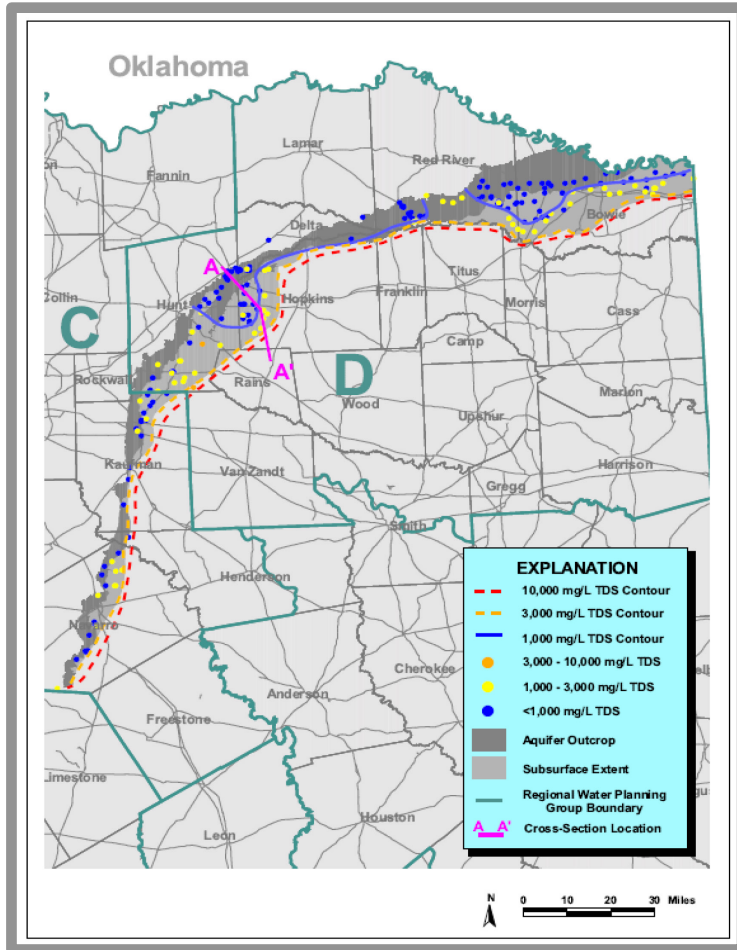 Oklahoma
Lamar
Red River
Fannin
Bowie
Delta
A
Titus
Collin
Hunt
Hopkins
Franklin
Morris
Cass
C
Camp
A'
Rockwall
Rains
D
Marion
Wood
Upshur
Kaufman
Van Zandt
Harrison
Gregg
Smith
Henderson
Navarro
Cherokee
Anderson
Freestone
Limestone
Houston
Leon
EXPLANATION
10,000 mg/L TDS Contour
3,000 mg/L TDS Contour
1,000 mg/L TDS Contour
3,000 - 10,000 mg/L TDS
1,000 - 3,000 mg/L TDS
<1,000 mg/L TDS
Aquifer Outcrop
Subsurface Extent
Regional Water Planning
Group Boundary
A A' Cross-Section Location
N
0 10 20 30 Miles